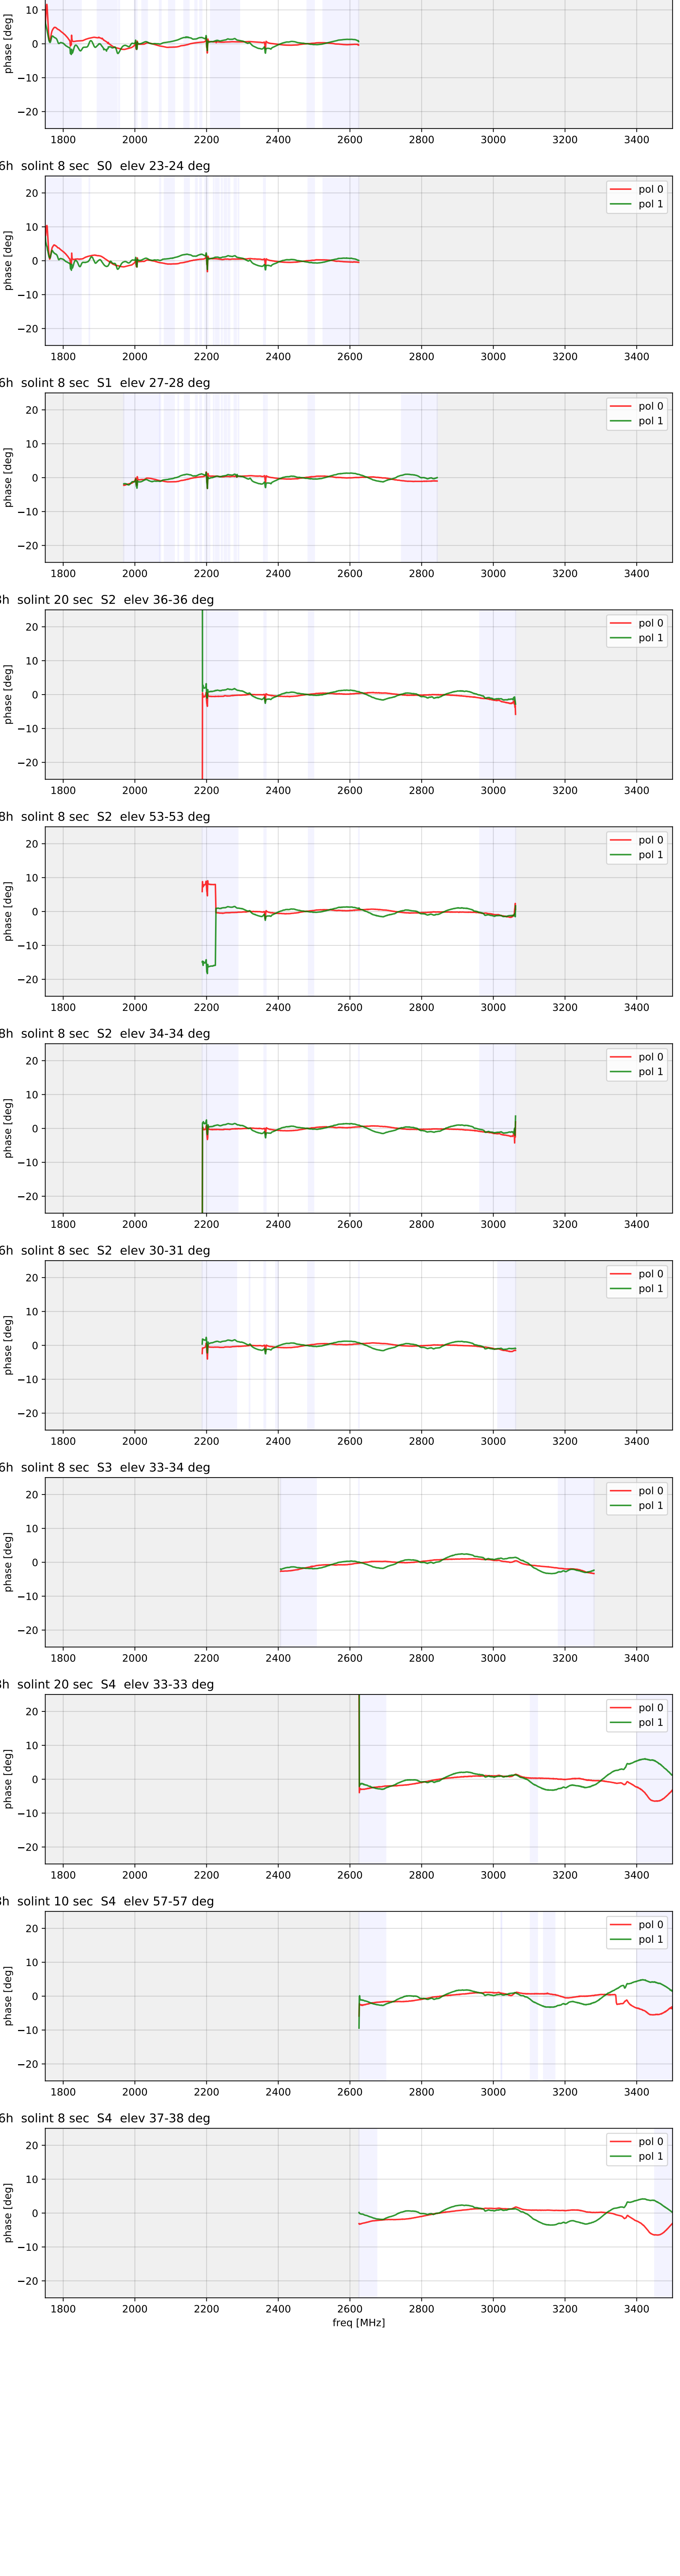 10
0
−10
−20
phase [deg]
1800 2000 2200 2400 2600 2800 3000 3200 3400
6h solint 8 sec S0 elev 23-24 deg
20
10
0
−10
−20
phase [deg]
pol 0
pol 1
1800 2000 2200 2400 2600 2800 3000 3200 3400
6h solint 8 sec S1 elev 27-28 deg
20
10
0
−10
−20
phase [deg]
pol 0
pol 1
1800 2000 2200 2400 2600 2800 3000 3200 3400
h solint 20 sec S2 elev 36-36 deg
20
10
0
−10
−20
phase [deg]
pol 0
pol 1
1800 2000 2200 2400 2600 2800 3000 3200 3400
8h solint 8 sec S2 elev 53-53 deg
20
10
0
−10
−20
phase [deg]
pol 0
pol 1
1800 2000 2200 2400 2600 2800 3000 3200 3400
8h solint 8 sec S2 elev 34-34 deg
20
10
0
−10
−20
phase [deg]
pol 0
pol 1
1800 2000 2200 2400 2600 2800 3000 3200 3400
6h solint 8 sec S2 elev 30-31 deg
20
10
0
−10
−20
phase [deg]
pol 0
pol 1
1800 2000 2200 2400 2600 2800 3000 3200 3400
6h solint 8 sec S3 elev 33-34 deg
20
10
0
−10
−20
phase [deg]
pol 0
pol 1
1800 2000 2200 2400 2600 2800 3000 3200 3400
h solint 20 sec S4 elev 33-33 deg
20
10
0
−10
−20
phase [deg]
pol 0
pol 1
1800 2000 2200 2400 2600 2800 3000 3200 3400
h solint 10 sec S4 elev 57-57 deg
20
10
0
−10
−20
phase [deg]
pol 0
pol 1
1800 2000 2200 2400 2600 2800 3000 3200 3400
6h solint 8 sec S4 elev 37-38 deg
20
10
0
−10
−20
phase [deg]
pol 0
pol 1
1800 2000 2200 2400 2600 2800 3000 3200 3400
freq [MHz]